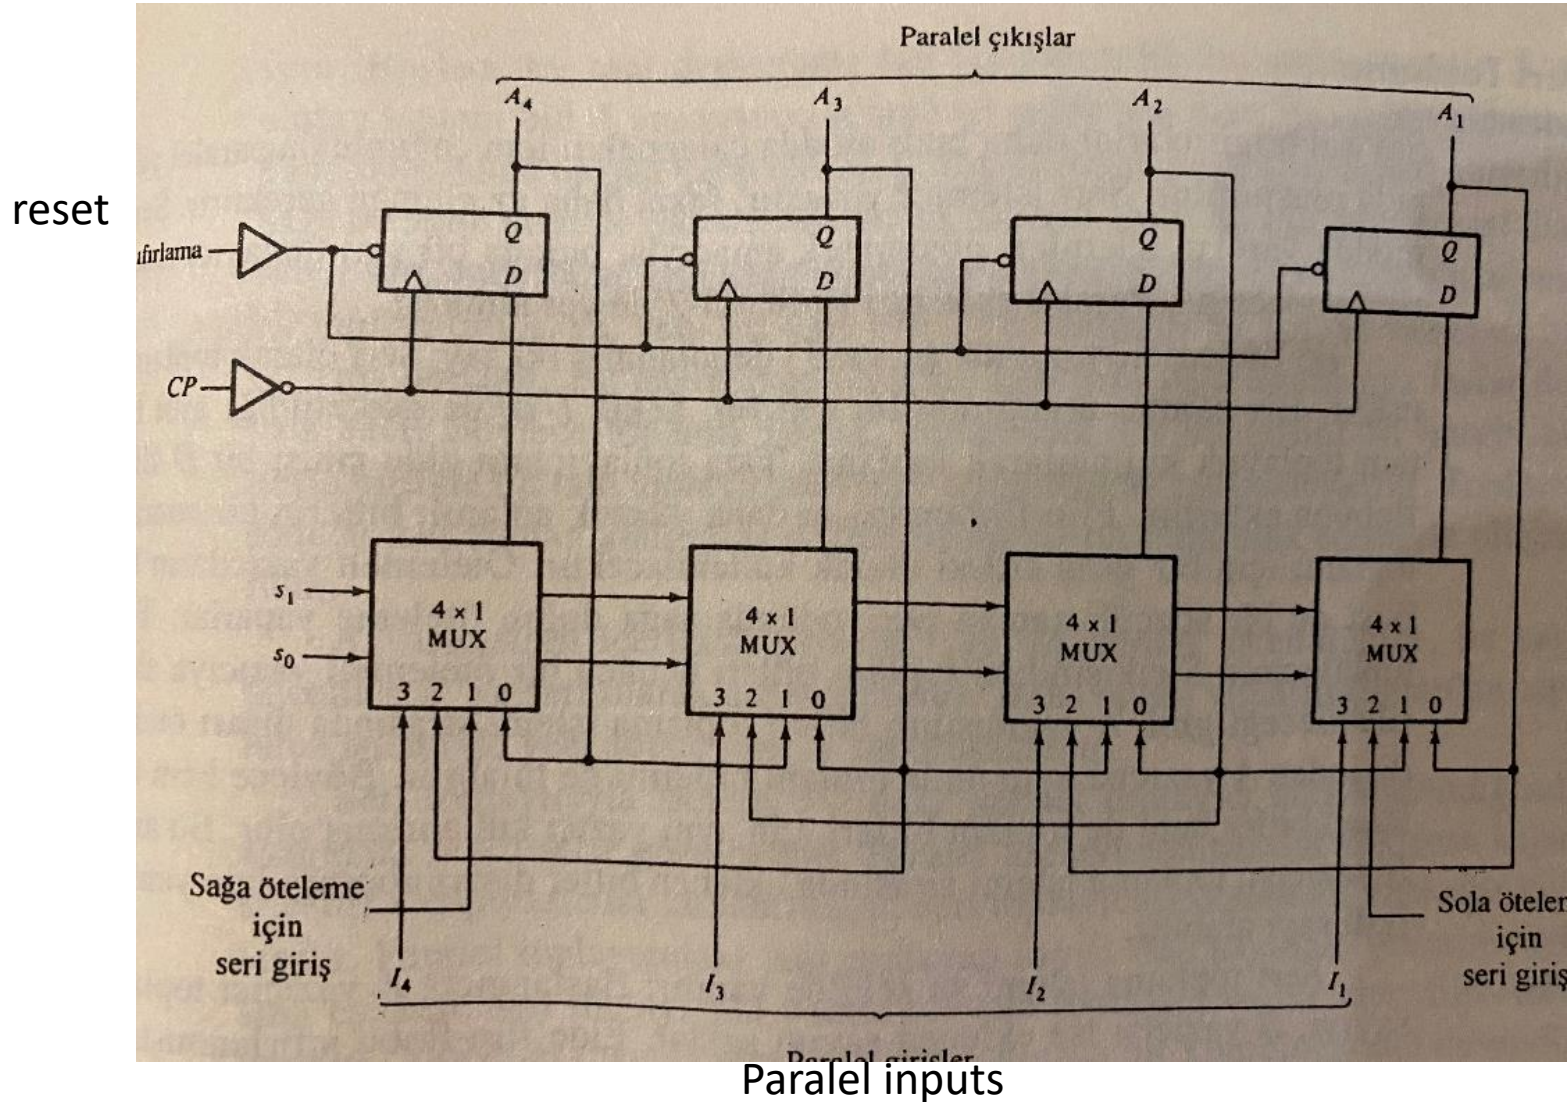 Paralel çıkışlar
A4 A3 A2 A1
reset
Q Q Q Q
D D D D
CP
s1
4 x 1 4 x 1 4 x 1 4 x 1
MUX MUX MUX MUX
s0
3 2 1 0 3 2 1 0 3 2 1 0 3 2 1 0
Sağa öteleme
için
seri giriş
Sola
için
seri giriş
I4 I3 I2 I1
Paralel girişler
Paralel inputs